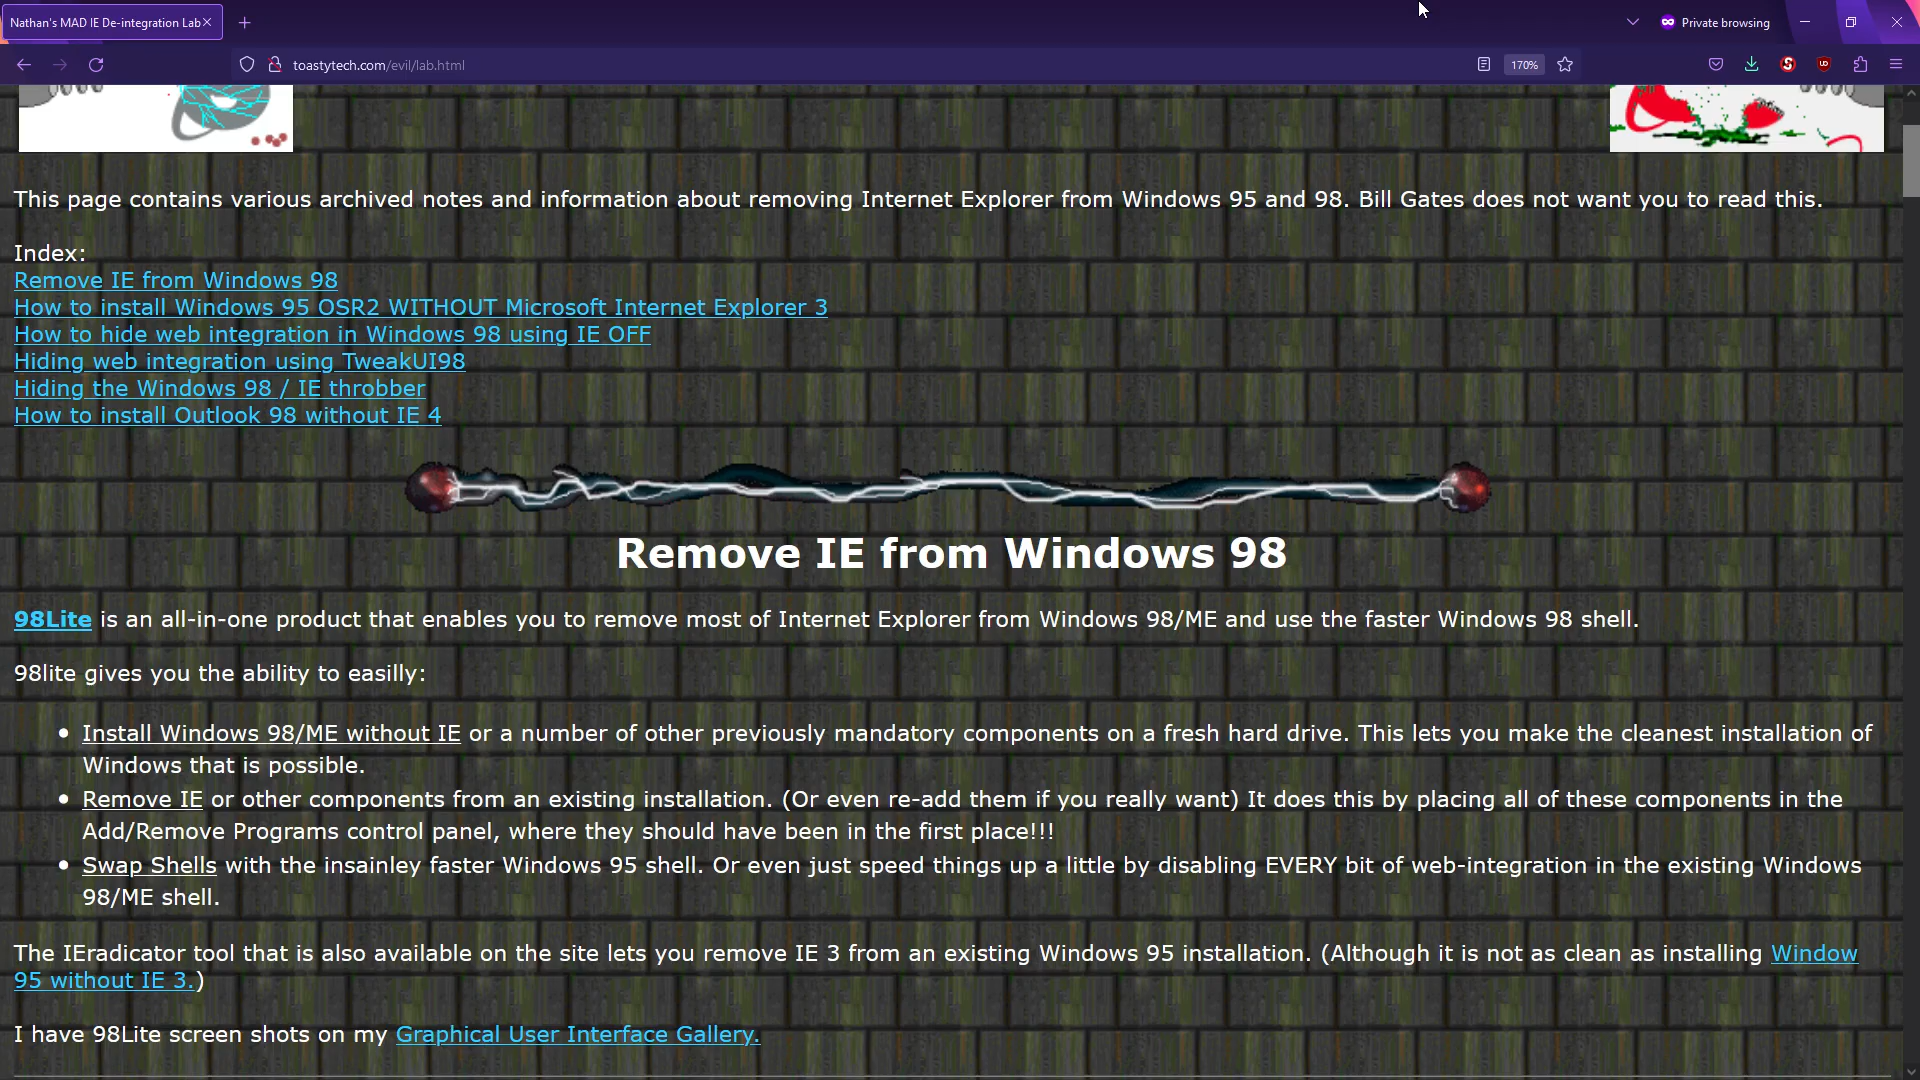 Nathan's MAD IE De-integration Lab
Private browsing
toastytech.com/evil/lab.html
170%
This page contains various archived notes and information about removing Internet Explorer from Windows 95 and 98. Bill Gates does not want you to read this.
Index:
Remove IE from Windows 98
How to install Windows 95 OSR2 WITHOUT Microsoft Internet Explorer 3
How to hide web integration in Windows 98 using IE OFF
Hiding web integration using TweakUI98
Hiding the Windows 98 / IE throbber
How to install Outlook 98 without IE 4
Remove IE from Windows 98
98Lite is an all-in-one product that enables you to remove most of Internet Explorer from Windows 98/ME and use the faster Windows 98 shell.
98lite gives you the ability to easilly:
Install Windows 98/ME without IE or a number of other previously mandatory components on a fresh hard drive. This lets you make the cleanest installation of
Windows that is possible.
Remove IE or other components from an existing installation. (Or even re-add them if you really want) It does this by placing all of these components in the
Add/Remove Programs control panel, where they should have been in the first place!!!
Swap Shells with the insainley faster Windows 95 shell. Or even just speed things up a little by disabling EVERY bit of web-integration in the existing Windows
98/ME shell.
The IEradicator tool that is also available on the site lets you remove IE 3 from an existing Windows 95 installation. (Although it is not as clean as installing Window
95 without IE 3.)
I have 98Lite screen shots on my Graphical User Interface Gallery.